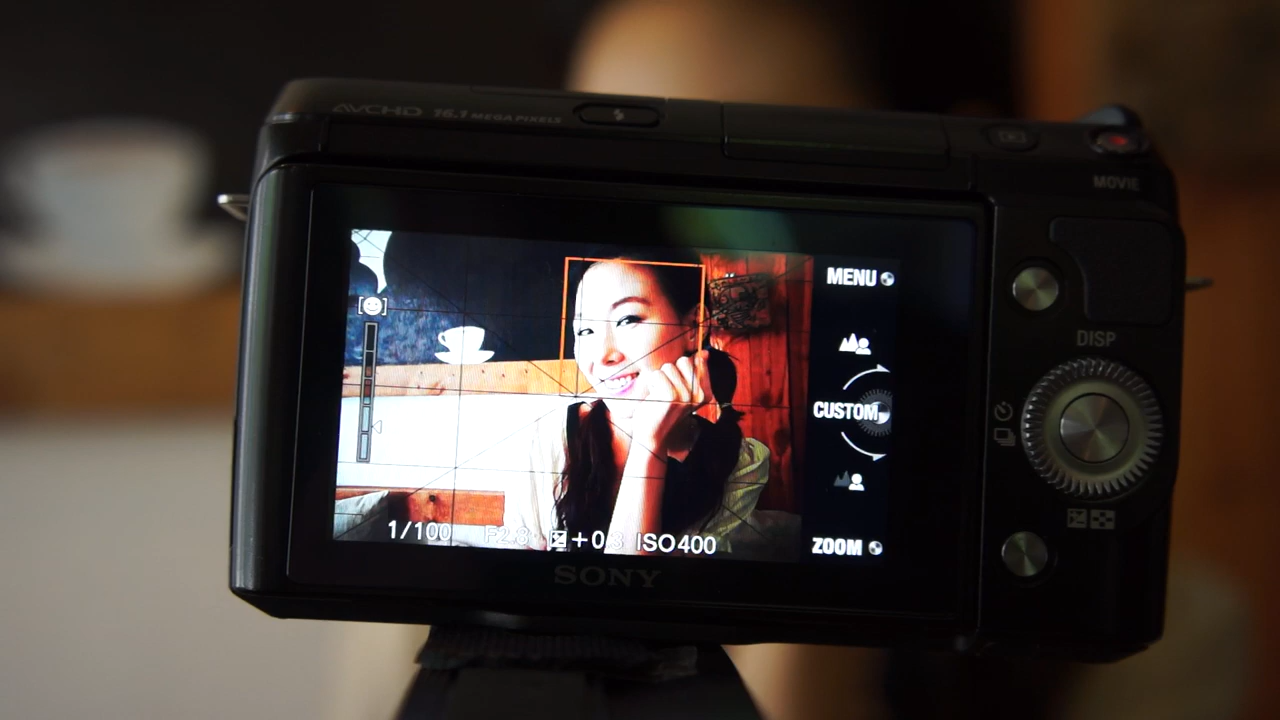 AVCHD 16.1 MEGA PIXELS
MOVIE
MENU
DISP
CUSTOM
1/100 F2.8 +0.3 ISO400
ZOOM
SONY